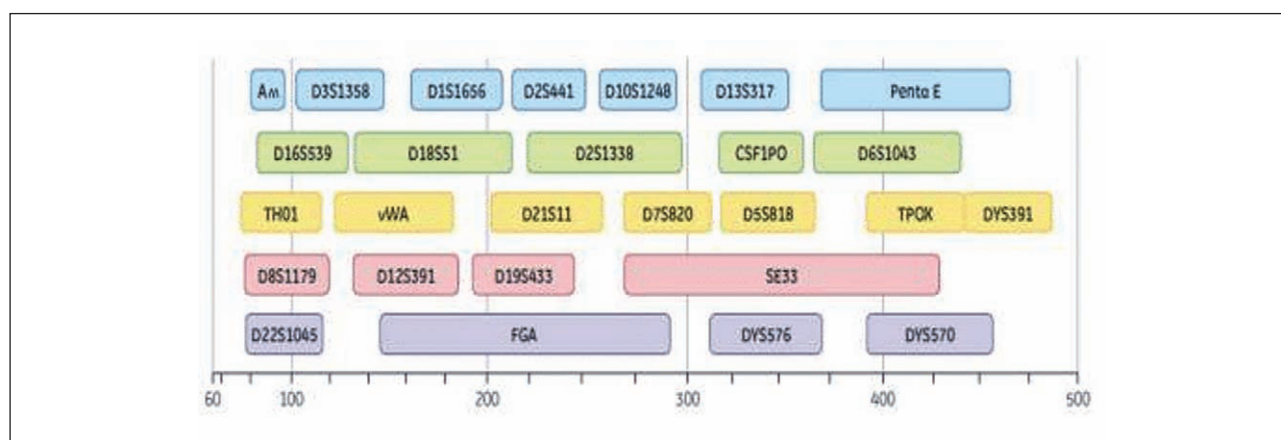 Am D3S1358 D1S1656 D2S441 D10S1248 D13S317 Penta E
D16S539 D18S51 D2S1338 CSF1PO D6S1043
TH01 vWA D21S11 D7S820 D5S818 TPOX DYS391
D8S1179 D12S391 D19S433 SE33
D22S1045 FGA DYS576 DYS570
60 100 200 300 400 500